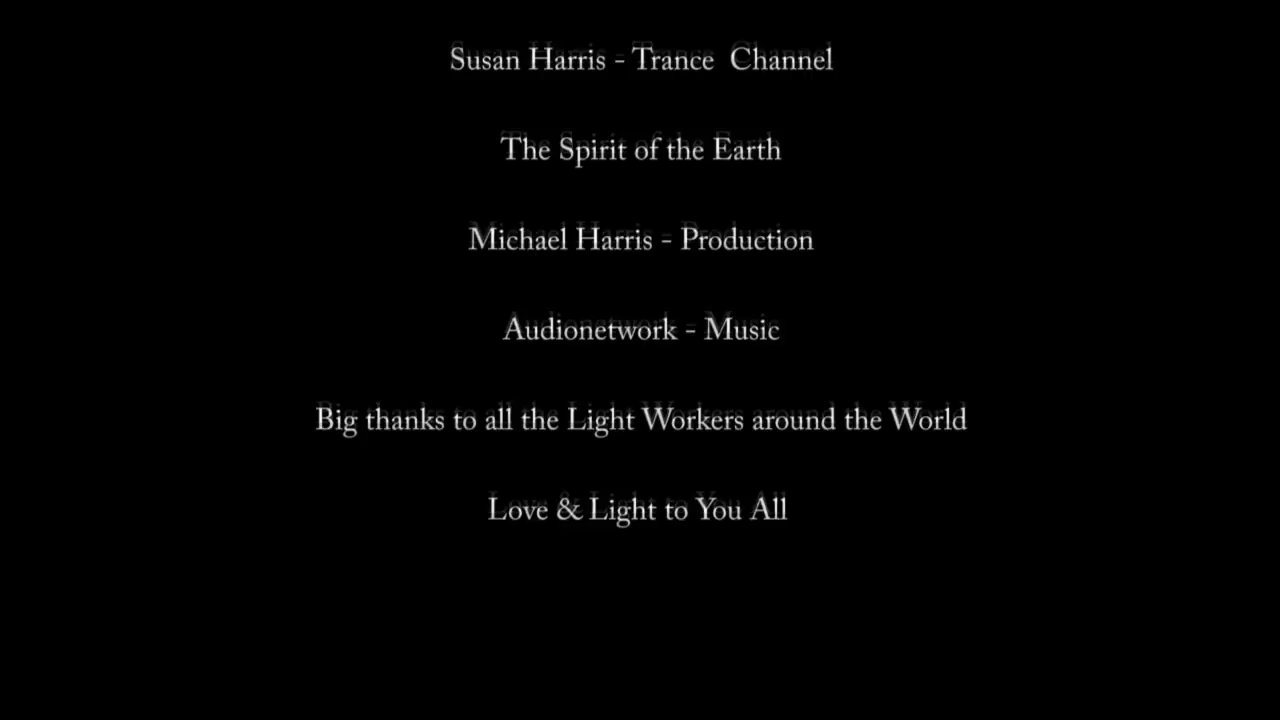 Susan Harris - Trance Channel
The Spirit of the Earth
Michael Harris - Production
Audionetwork - Music
Big thanks to all the Light Workers around the World
Love & Light to You All